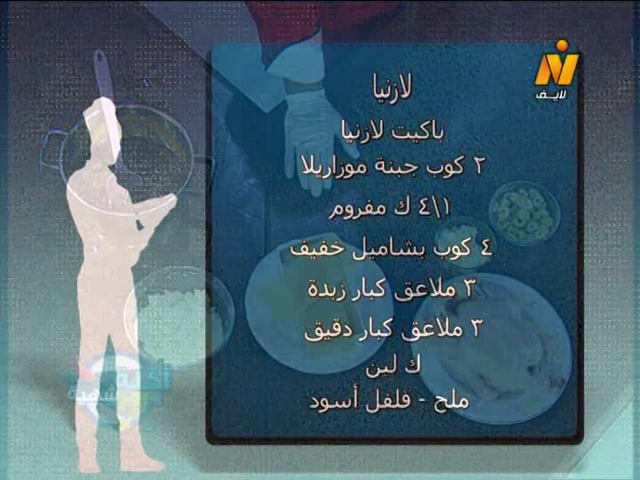 لايف
لازنيا
باكيت لازنيا
٢ كوب جبنة موزاريلا
١\٤ ك مفروم
٤ كوب بشاميل خفيف
٣ ملاعق كبار زبدة
٣ ملاعق كبار دقيق
ك لبن
ملح - فلفل أسود